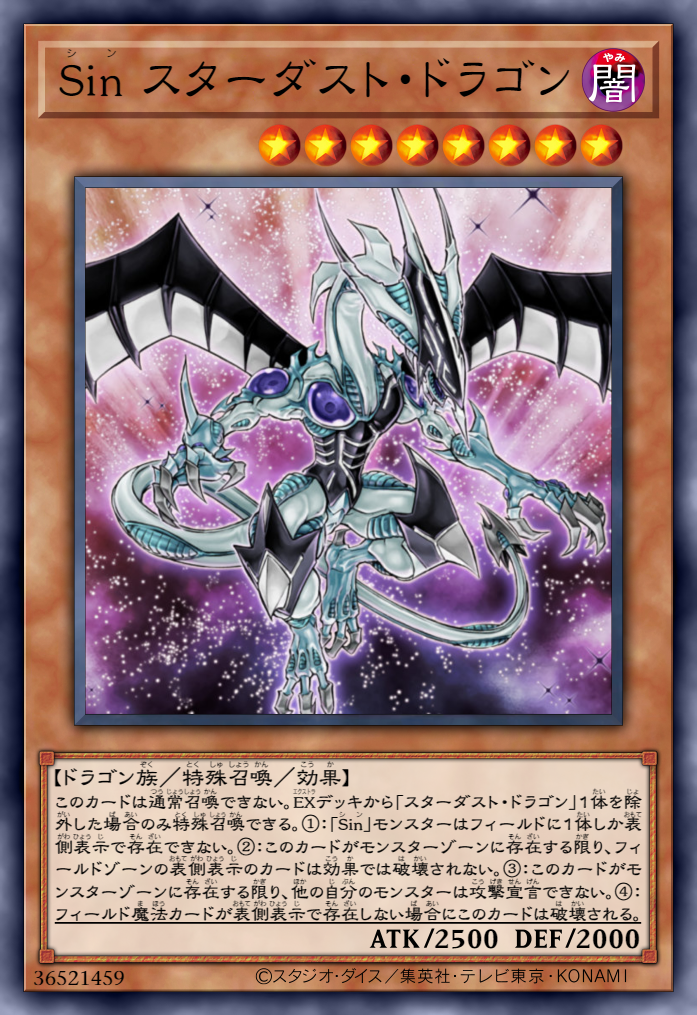 Sin スターダスト・ドラゴン
闇
【ドラゴン族／特殊召喚／効果】
このカードは通常召喚できない。EXデッキから「スターダスト・ドラゴン」1体を除
外した場合のみ特殊召喚できる。①：「Sin」モンスターはフィールドに1体しか表
側表示で存在できない。②：このカードがモンスターゾーンに存在する限り、フィ
ールドゾーンの表側表示のカードは効果では破壊されない。③：このカードがモ
ンスターゾーンに存在する限り、他の自分のモンスターは攻撃宣言できない。④：
フィールド魔法カードが表側表示で存在しない場合にこのカードは破壊される。
ATK/2500 DEF/2000
36521459 ©スタジオ・ダイス／集英社・テレビ東京・KONAMI